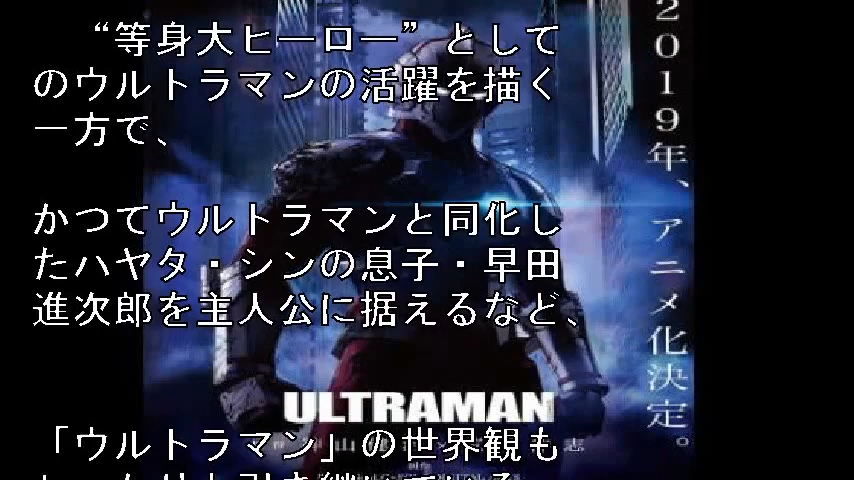 “等身大ヒーロー”として
のウルトラマンの活躍を描く
一方で、
かつてウルトラマンと同化し
たハヤタ・シンの息子・早田
進次郎を主人公に据えるなど、
「ウルトラマン」の世界観も
2019年、アニメ化決定。
ULTRAMAN